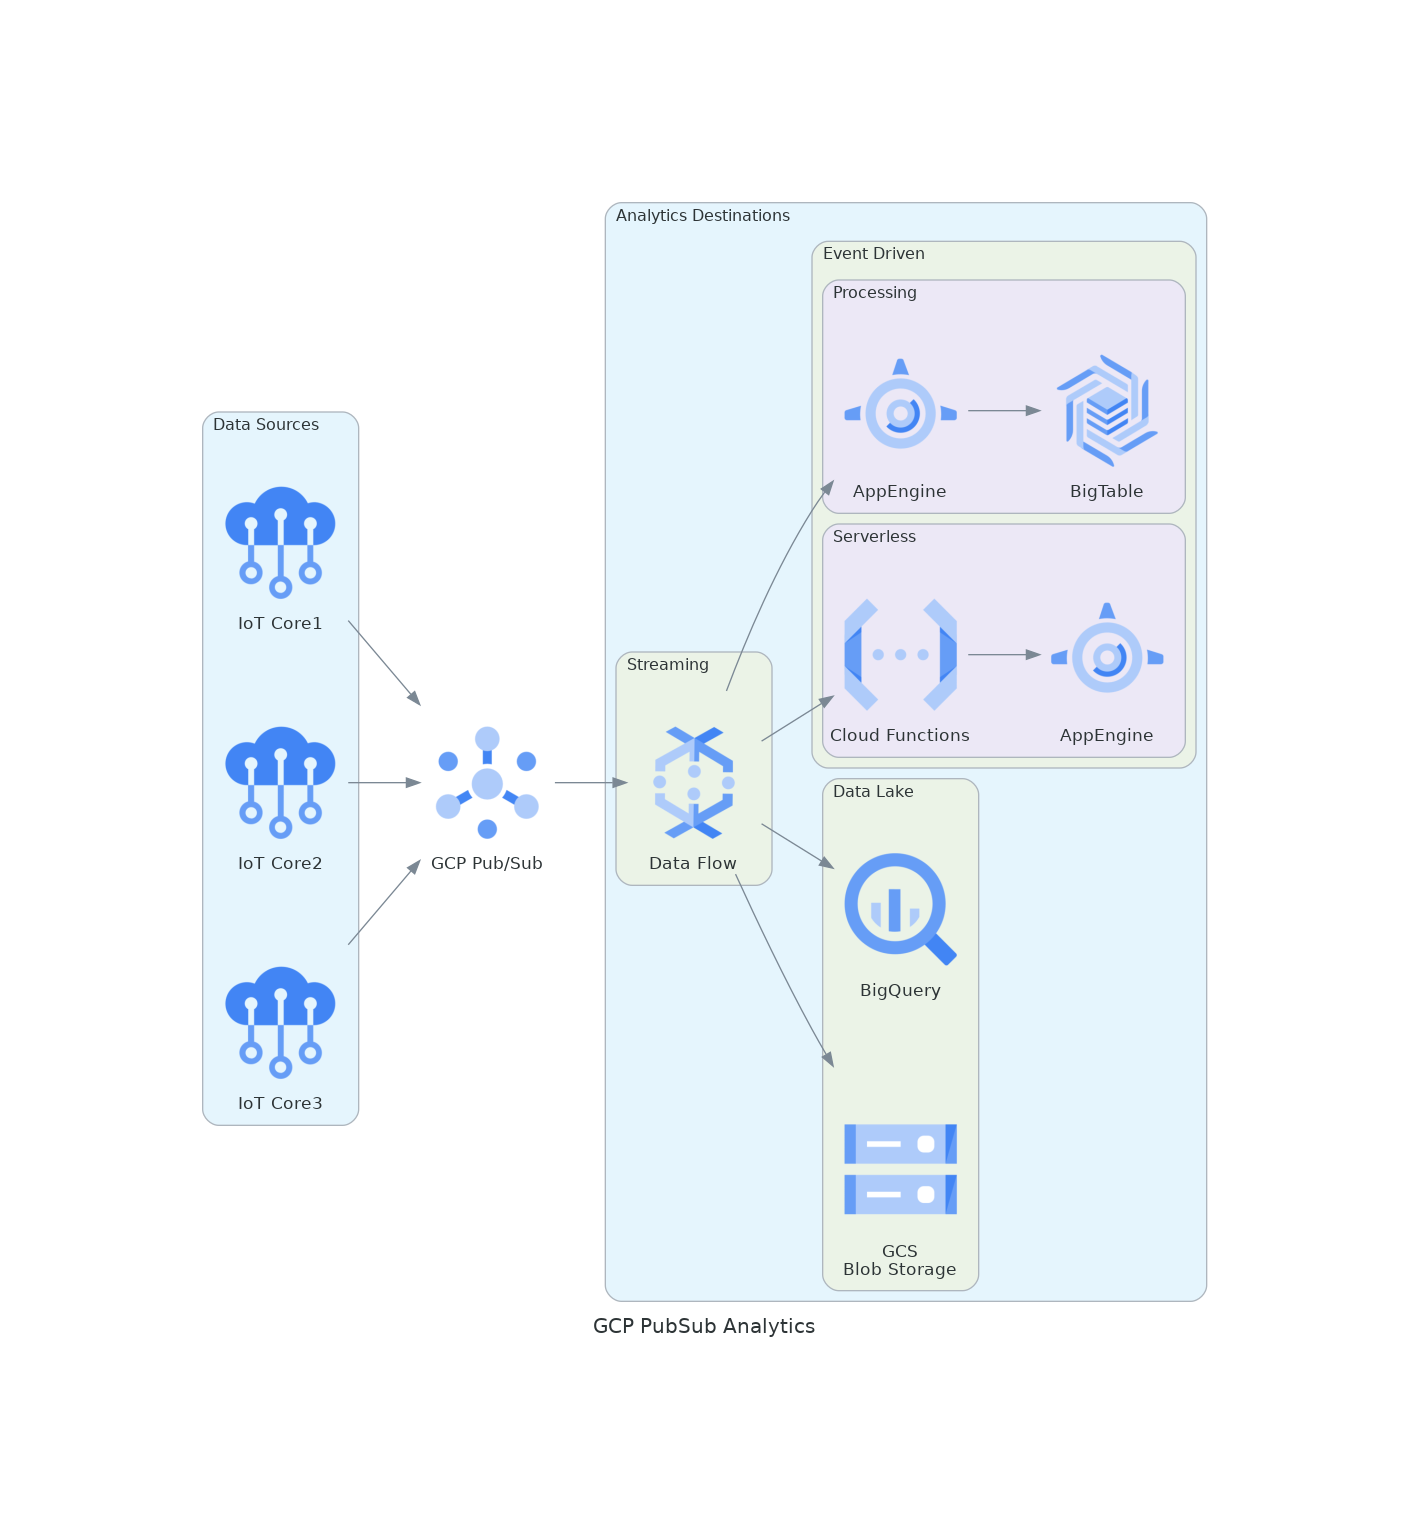 Analytics Destinations
Event Driven
Processing
AppEngine
BigTable
Data Sources
IoT Core1
IoT Core2
IoT Core3
GCP Pub/Sub
Streaming
Data Flow
Serverless
Cloud Functions
AppEngine
Data Lake
BigQuery
GCS
Blob Storage
GCP PubSub Analytics